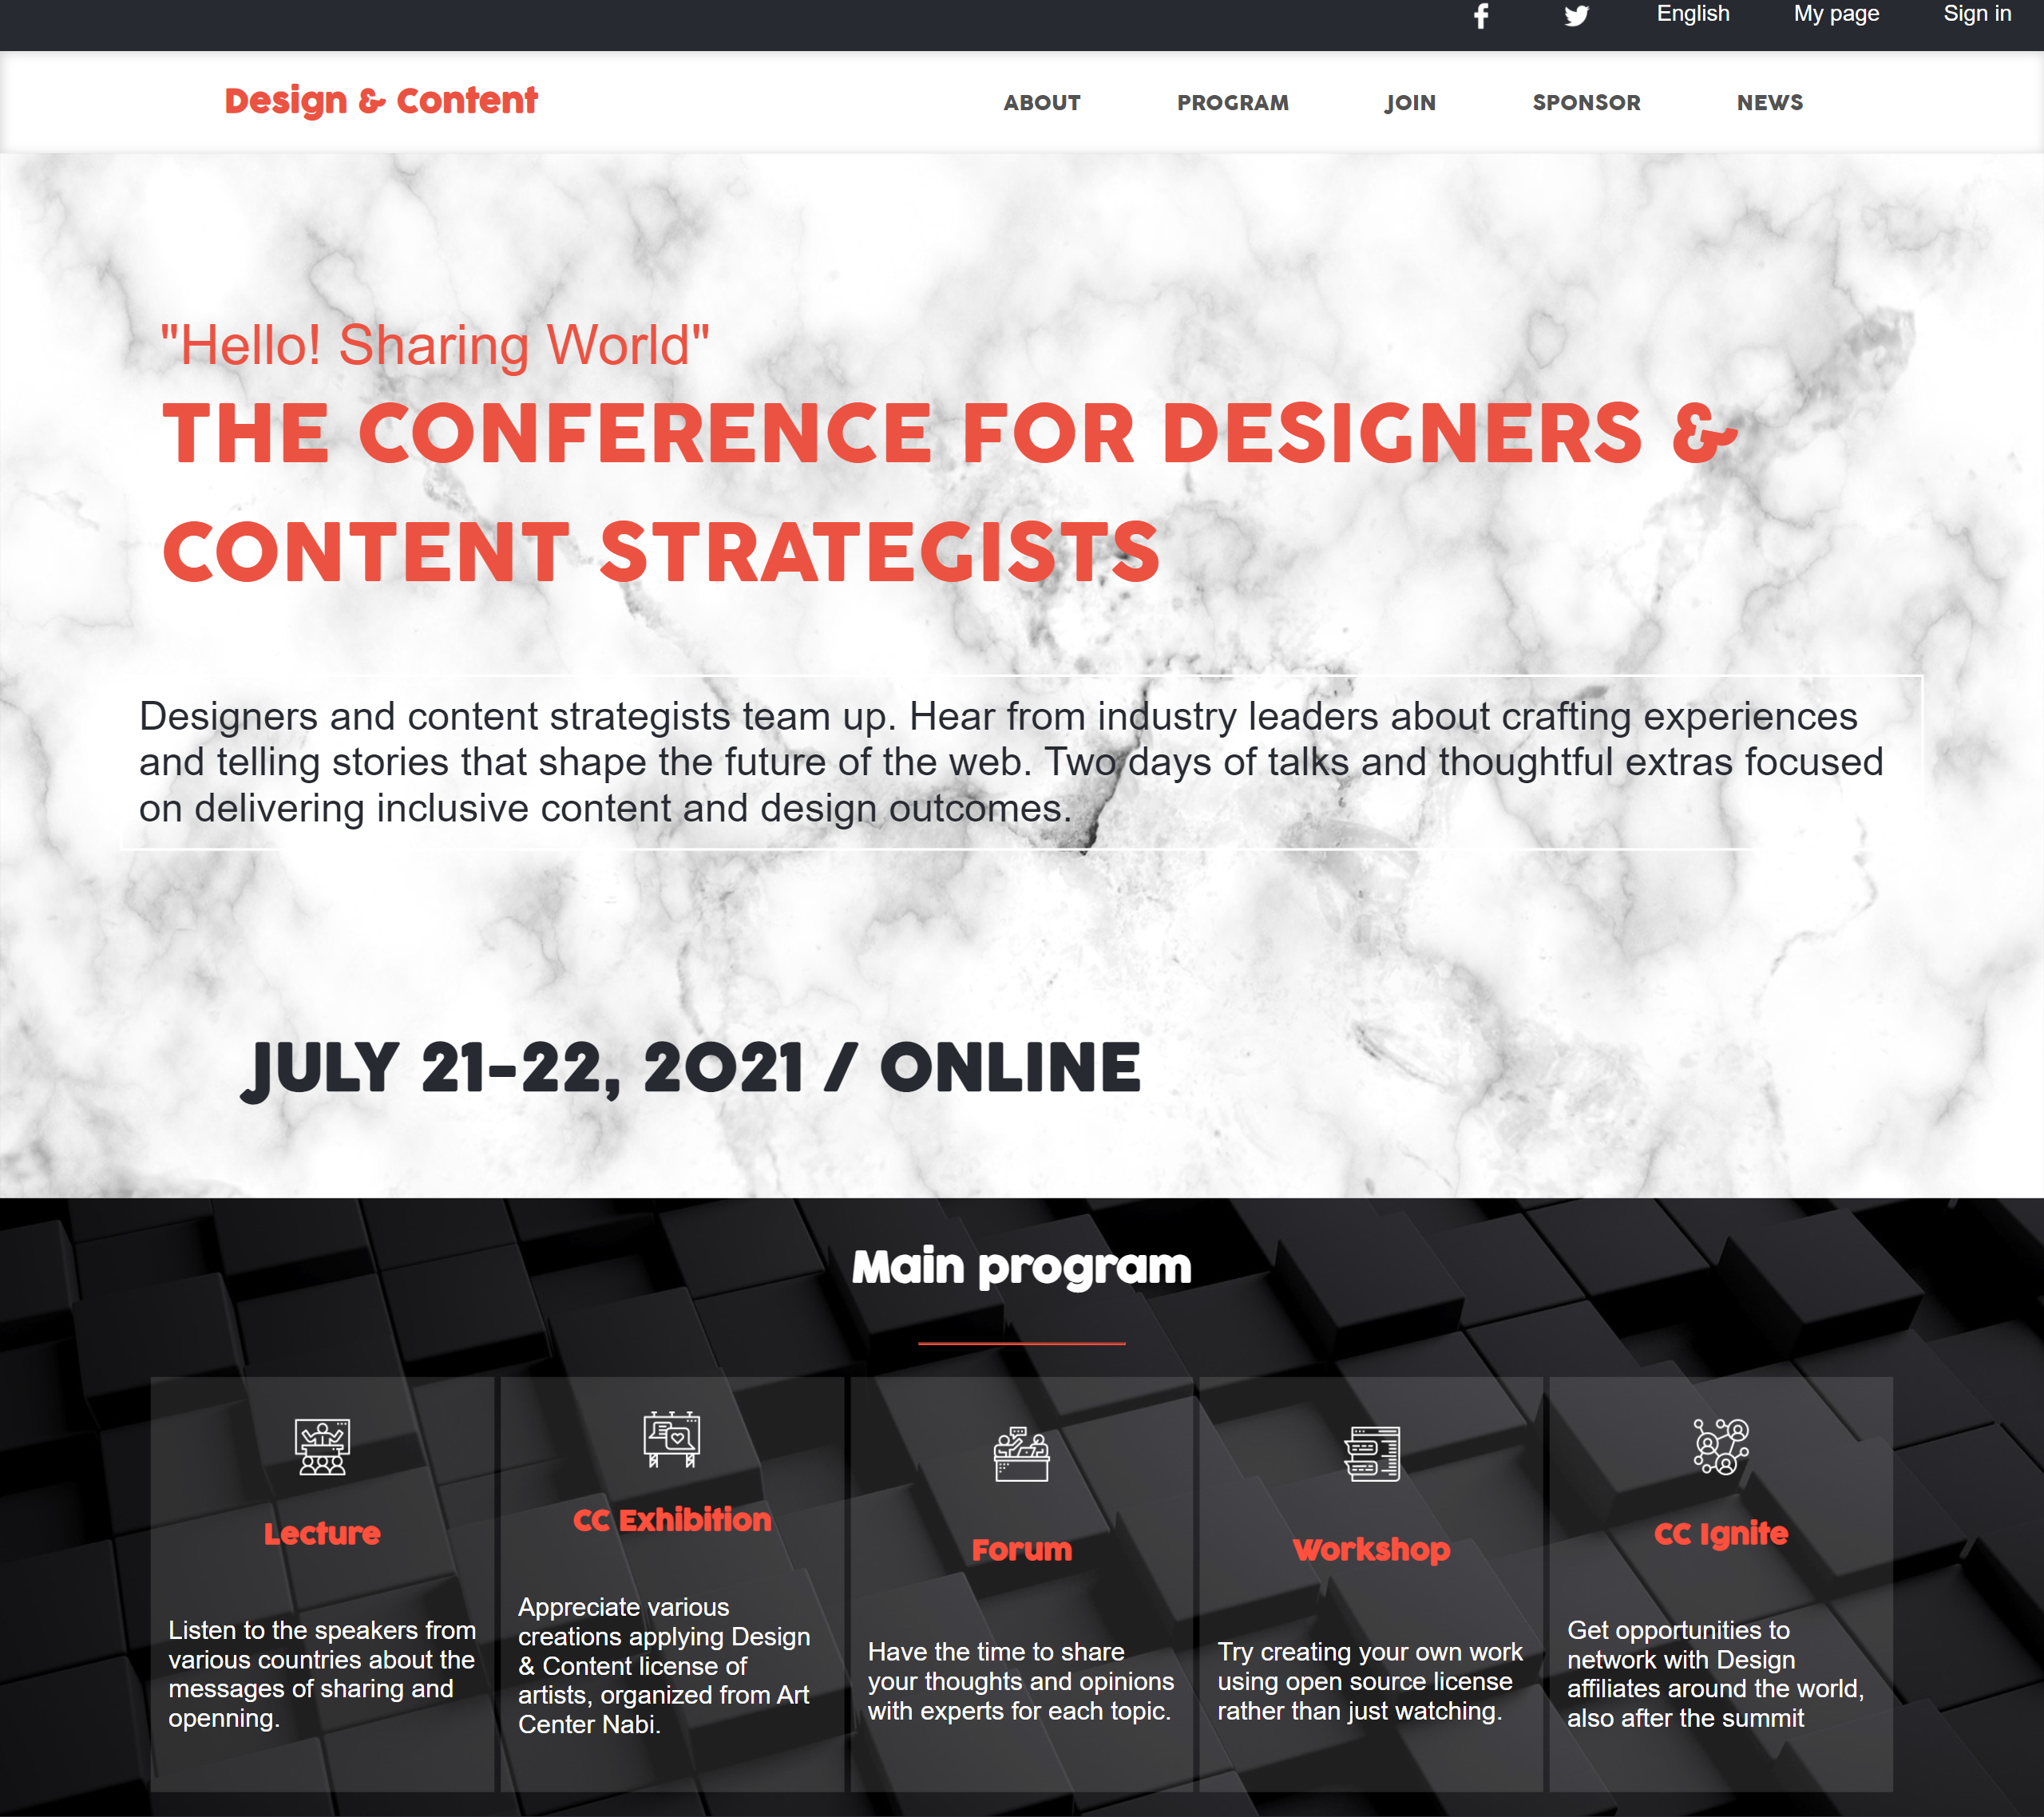 English My page Sign in
Design & Content
ABOUT PROGRAM JOIN SPONSOR NEWS
"Hello! Sharing World"
THE CONFERENCE FOR DESIGNERS &
CONTENT STRATEGISTS
Designers and content strategists team up. Hear from industry leaders about crafting experiences
and telling stories that shape the future of the web. Two days of talks and thoughtful extras focused
on delivering inclusive content and design outcomes.
JULY 21-22, 2021 / ONLINE
Main program
Lecture
Listen to the speakers from
various countries about the
messages of sharing and
openning.
CC Exhibition
Appreciate various
creations applying Design
& Content license of
artists, organized from Art
Center Nabi.
Forum
Have the time to share
your thoughts and opinions
with experts for each topic.
Workshop
Try creating your own work
using open source license
rather than just watching.
CC Ignite
Get opportunities to
network with Design
affiliates around the world,
also after the summit